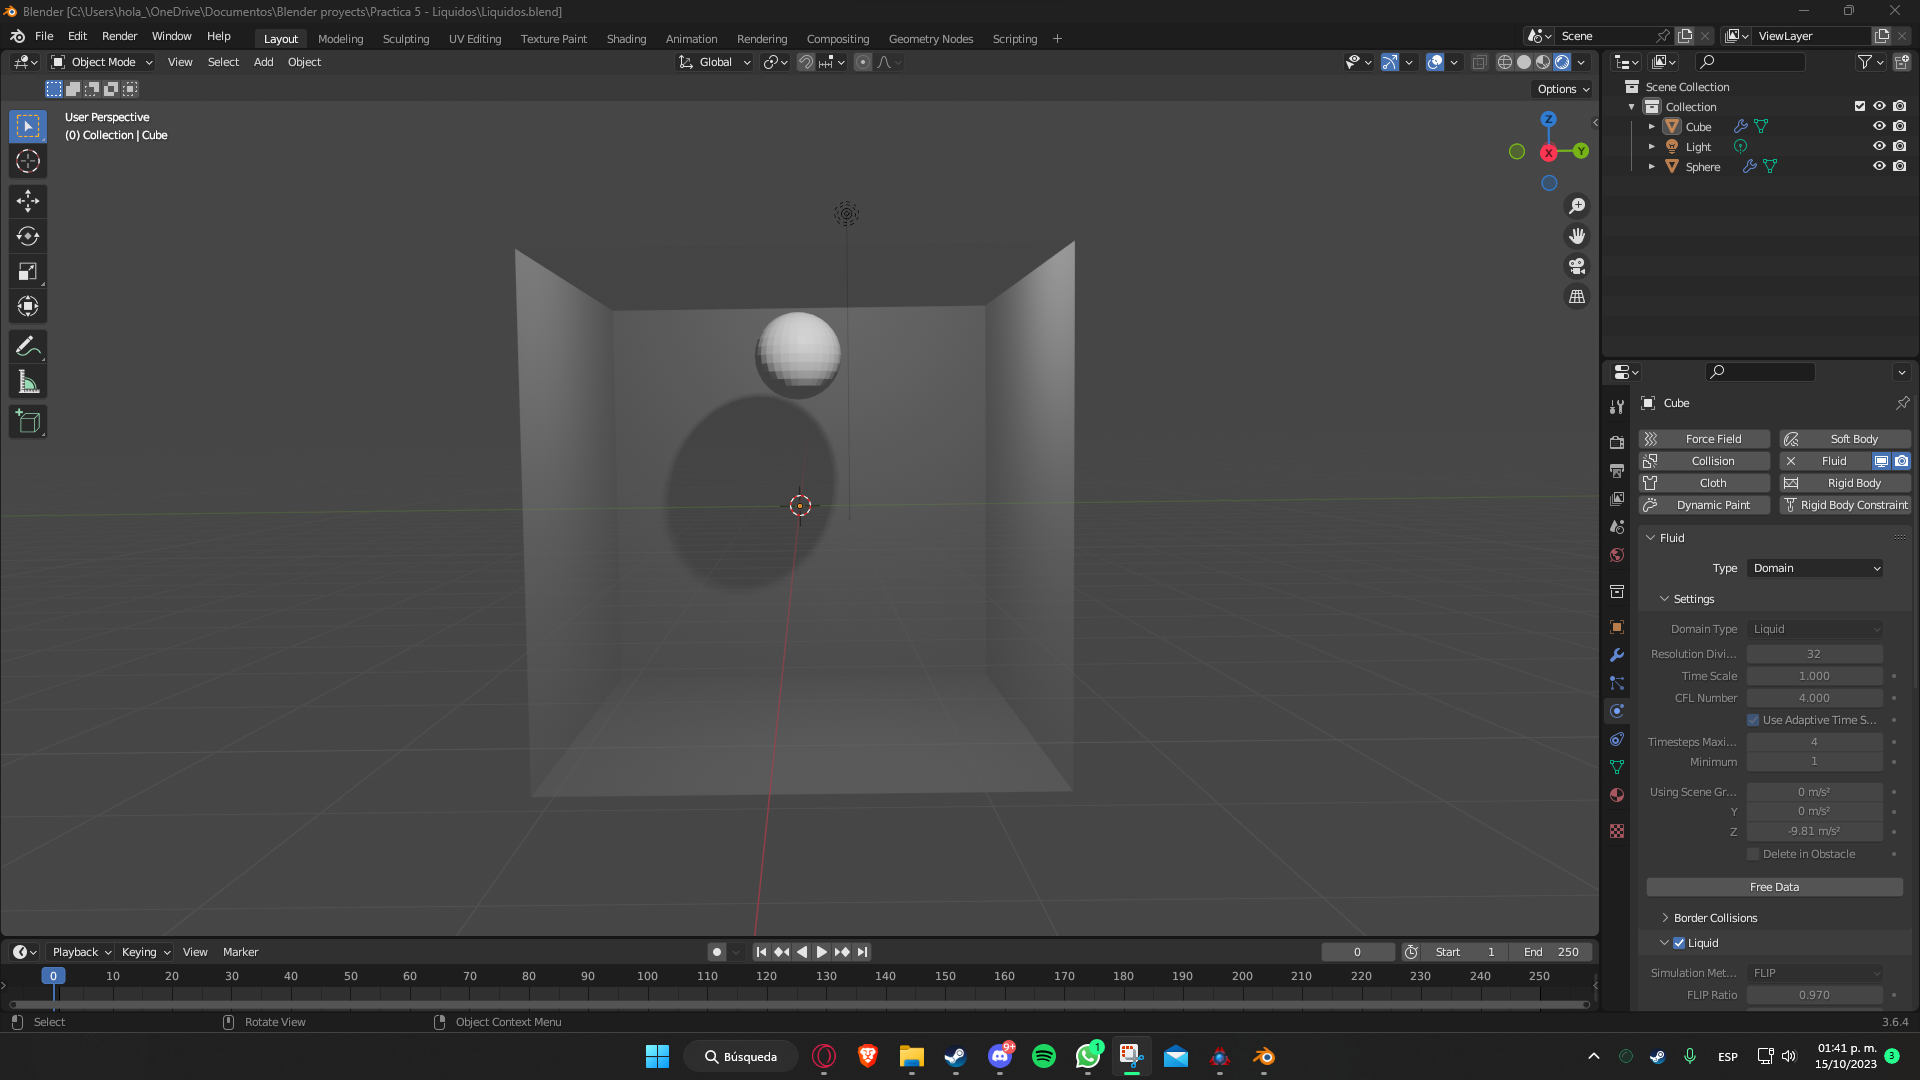 Blender [C:\Users\hola_\OneDrive\Documentos\Blender proyects\Practica 5 - Liquidos\Liquidos.blend]
File Edit Render Window Help Layout Modeling Sculpting UV Editing Texture Paint Shading Animation Rendering Compositing Geometry Nodes Scripting + Scene ViewLayer
Object Mode View Select Add Object Global
Options
User Perspective
(0) Collection | Cube
Z
X
Y
Scene Collection
Collection
Cube
Light
Sphere
Cube
Force Field Soft Body
Collision Fluid
Cloth Rigid Body
Dynamic Paint Rigid Body Constraint
Fluid
Type Domain
Settings
Domain Type Liquid
Resolution Divi... 32
Time Scale 1.000
CFL Number 4.000
Use Adaptive Time S...
Timesteps Maxi... 4
Minimum 1
Using Scene Gr... 0 m/s²
Y 0 m/s²
Z -9.81 m/s²
Delete in Obstacle
Free Data
Border Collisions
Liquid
Simulation Met... FLIP
FLIP Ratio 0.970
Playback Keying View Marker 0 Start 1 End 250
0 10 20 30 40 50 60 70 80 90 100 110 120 130 140 150 160 170 180 190 200 210 220 230 240 250
Select Rotate View Object Context Menu 3.6.4
Búsqueda 9+ 1 ESP 01:41 p. m. 3
15/10/2023